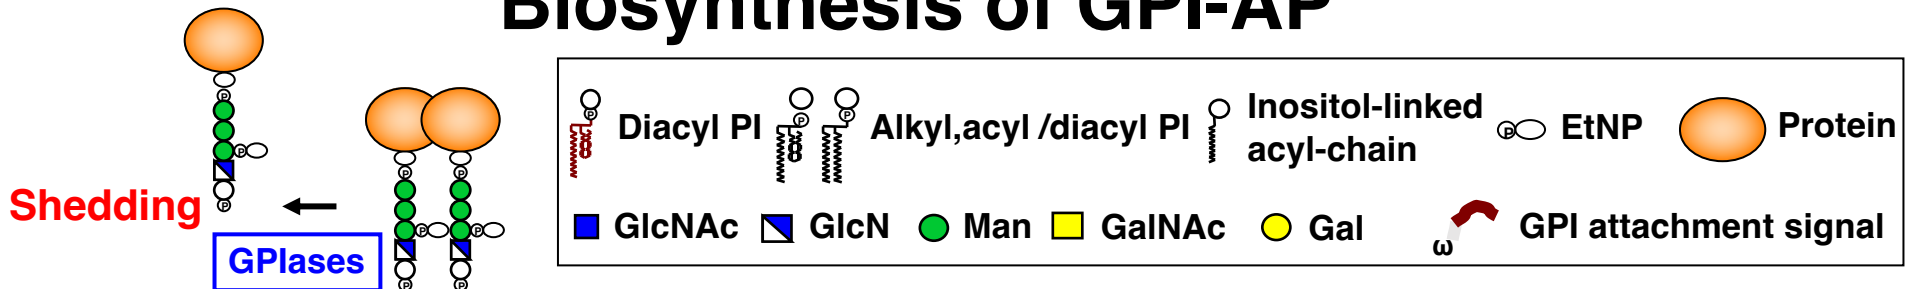 Biosynthesis of GPI-AP
Diacyl PI
Alkyl,acyl /diacyl PI
Inositol-linked
acyl-chain
P EtNP
Protein
Shedding
GlcNAc
GlcN
Man
GalNAc
Gal
ω
GPI attachment signal
GPIases